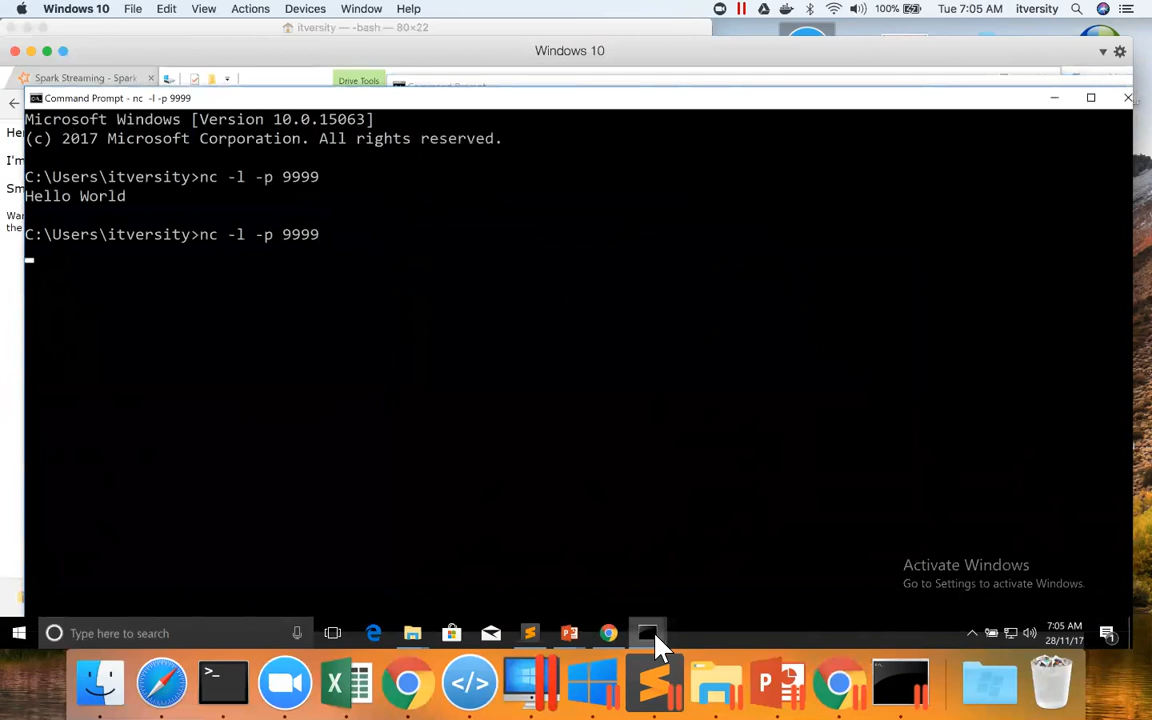 Windows 10 File Edit View Actions Devices Window Help 100% Tue 7:05 AM itversity
itversity — -bash — 80×22
Windows 10
Spark Streaming - Spark
Drive Tools
Command Prompt - nc -l -p 9999
Microsoft Windows [Version 10.0.15063]
(c) 2017 Microsoft Corporation. All rights reserved.
C:\Users\itversity>nc -l -p 9999
Hello World
C:\Users\itversity>nc -l -p 9999
I'm
the
Activate Windows
Go to Settings to activate Windows.
Type here to search
7:05 AM
28/11/17